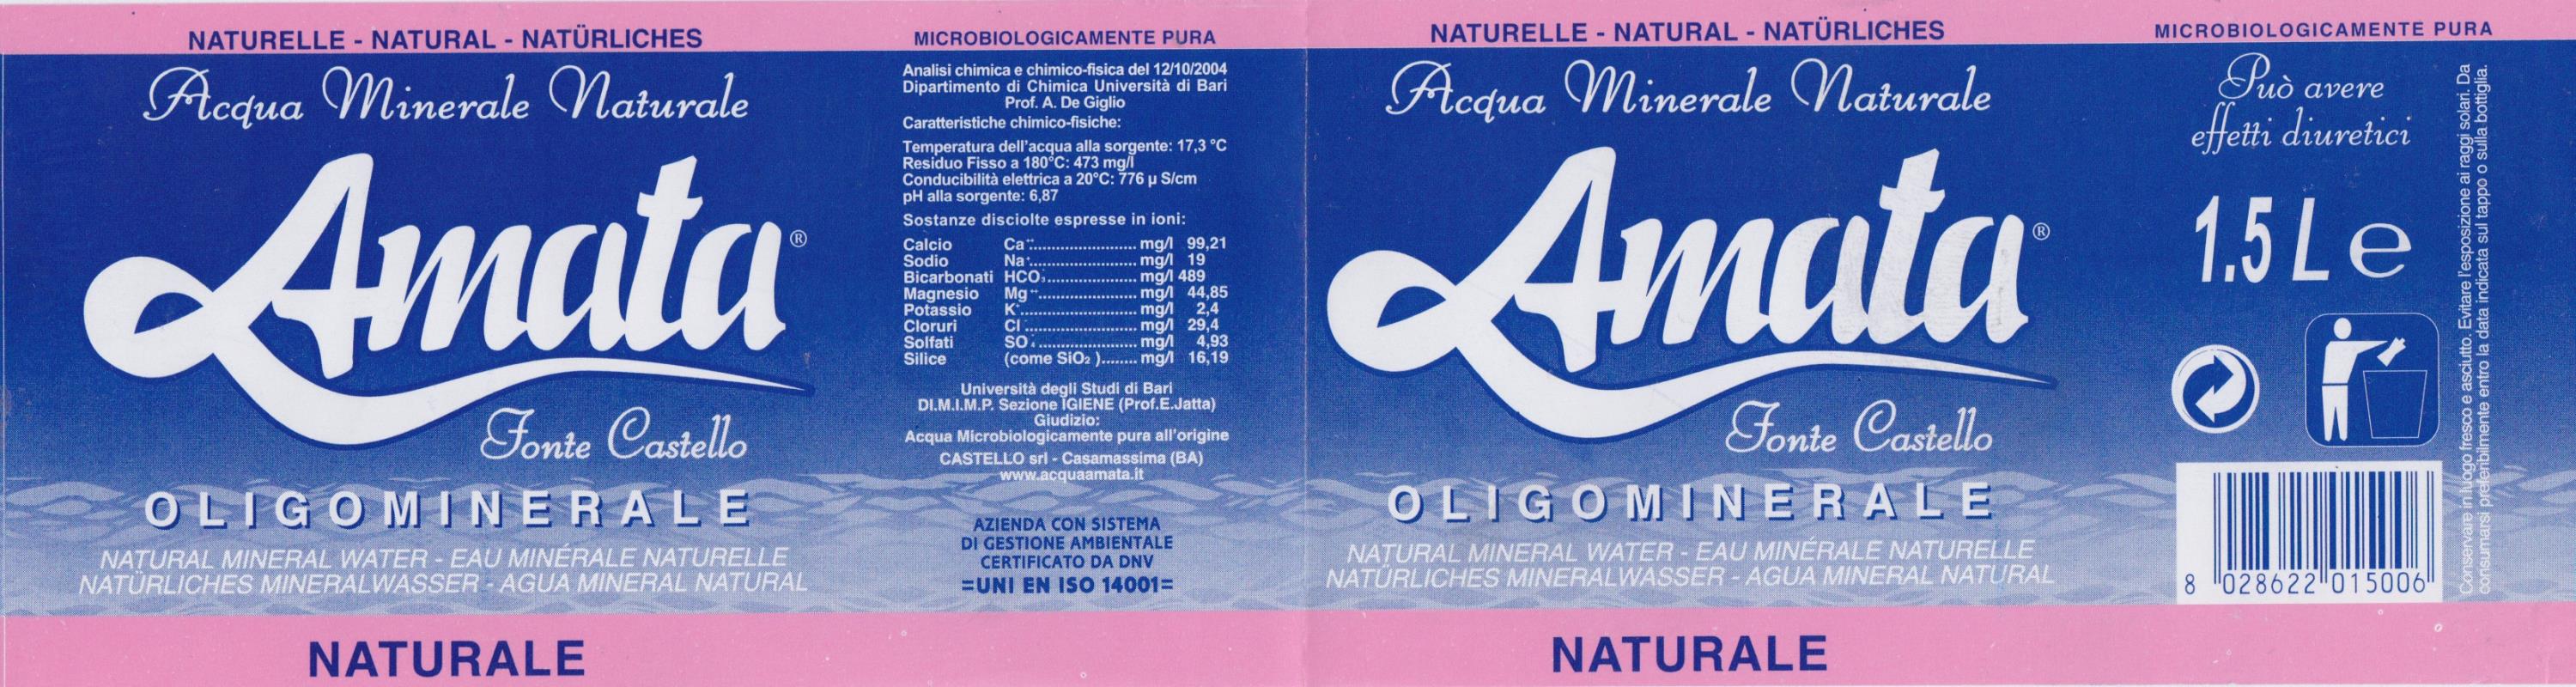 NATURELLE - NATURAL - NATÜRLICHES
Acqua Minerale Naturale
Amata®
Fonte Castello
OLIGOMINERALE
NATURAL MINERAL WATER - EAU MINÉRALE NATURELLE
NATÜRLICHES MINERALWASSER - AGUA MINERAL NATURAL
NATURALE
MICROBIOLOGICAMENTE PURA
Analisi chimica e chimico-fisica del 12/10/2004
Dipartimento di Chimica Università di Bari
Prof. A. De Giglio
Caratteristiche chimico-fisiche:
Temperatura dell'acqua alla sorgente: 17,3 °C
Residuo Fisso a 180°C: 473 mg/l
Conducibilità elettrica a 20°C: 776 µ S/cm
pH alla sorgente: 6,87
Sostanze disciolte espresse in ioni:
Calcio Ca⁺⁺........................ mg/l 99,21
Sodio Na⁺........................ mg/l 19
Bicarbonati HCO₃⁻.................... mg/l 489
Magnesio Mg⁺⁺...................... mg/l 44,85
Potassio K⁺.......................... mg/l 2,4
Cloruri Cl⁻......................... mg/l 29,4
Solfati SO₄...................... mg/l 4,93
Silice (come SiO₂ )........ mg/l 16,19
Università degli Studi di Bari
DI.M.I.M.P. Sezione IGIENE (Prof.E.Jatta)
Giudizio:
Acqua Microbiologicamente pura all'origine
CASTELLO srl - Casamassima (BA)
www.acquaamata.it
AZIENDA CON SISTEMA
DI GESTIONE AMBIENTALE
CERTIFICATO DA DNV
=UNI EN ISO 14001=
NATURELLE - NATURAL - NATÜRLICHES
Acqua Minerale Naturale
Amata®
Fonte Castello
OLIGOMINERALE
NATURAL MINERAL WATER - EAU MINÉRALE NATURELLE
NATÜRLICHES MINERALWASSER - AGUA MINERAL NATURAL
NATURALE
MICROBIOLOGICAMENTE PURA
Può avere
effetti diuretici
1.5 L e
8 028622 015006
Conservare in luogo fresco e asciutto. Evitare l'esposizione ai raggi solari. Da
consumarsi preferibilmente entro la data indicata sul tappo o sulla bottiglia.